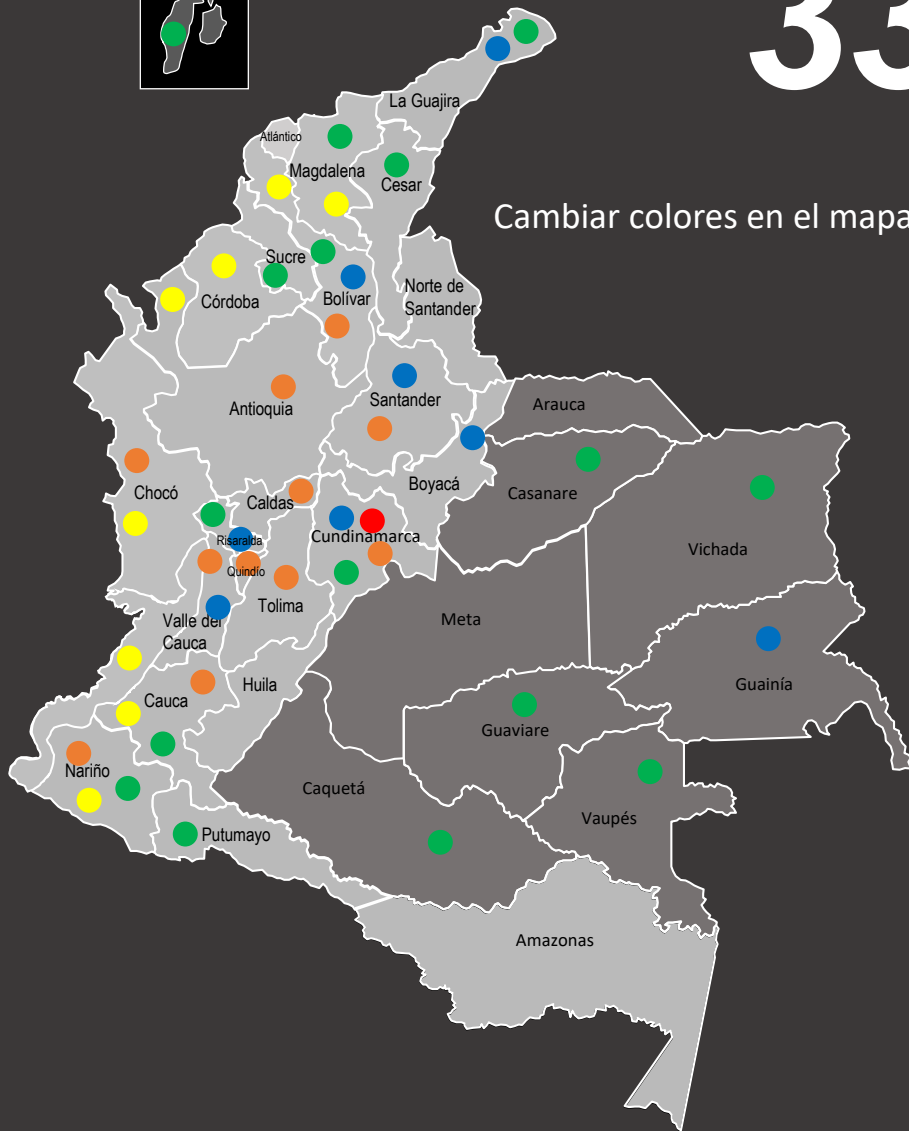 33
La Guajira
Atlántico
Magdalena
Cesar
Cambiar colores en el mapa
Sucre
Córdoba
Bolívar
Norte de
Santander
Antioquia
Santander
Arauca
Chocó
Caldas
Boyacá
Casanare
Risaralda
Cundinamarca
Vichada
Quindío
Tolima
Valle del
Cauca
Meta
Cauca
Huila
Guainía
Nariño
Guaviare
Caquetá
Vaupés
Putumayo
Amazonas